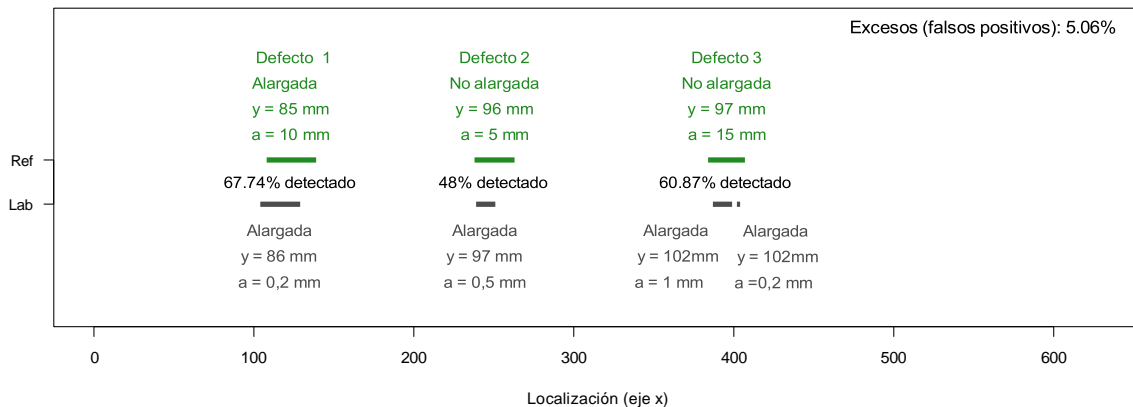 Excesos (falsos positivos): 5.06%
Defecto 1
Alargada
y = 85 mm
a = 10 mm
Defecto 2
No alargada
y = 96 mm
a = 5 mm
Defecto 3
No alargada
y = 97 mm
a = 15 mm
Ref
67.74% detectado
48% detectado
60.87% detectado
Lab
Alargada
y = 86 mm
a = 0,2 mm
Alargada
y = 97 mm
a = 0,5 mm
Alargada
y = 102mm
a = 1 mm
Alargada
y = 102mm
a =0,2 mm
0 100 200 300 400 500 600
Localización (eje x)